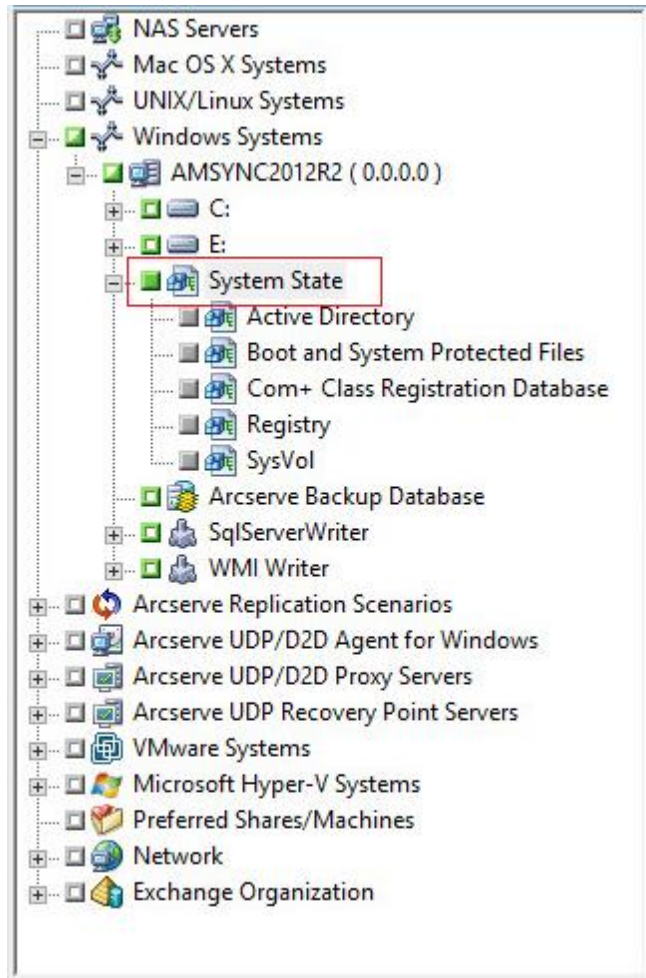 NAS Servers
Mac OS X Systems
UNIX/Linux Systems
Windows Systems
AMSYNC2012R2 ( 0.0.0.0 )
C:
E:
System State
Active Directory
Boot and System Protected Files
Com+ Class Registration Database
Registry
SysVol
Arcserve Backup Database
SqlServerWriter
WMI Writer
Arcserve Replication Scenarios
Arcserve UDP/D2D Agent for Windows
Arcserve UDP/D2D Proxy Servers
Arcserve UDP Recovery Point Servers
VMware Systems
Microsoft Hyper-V Systems
Preferred Shares/Machines
Network
Exchange Organization